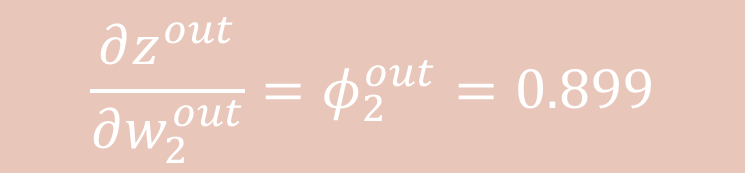 ∂z^{out}/∂w_2^{out} = ϕ_2^{out} = 0.899